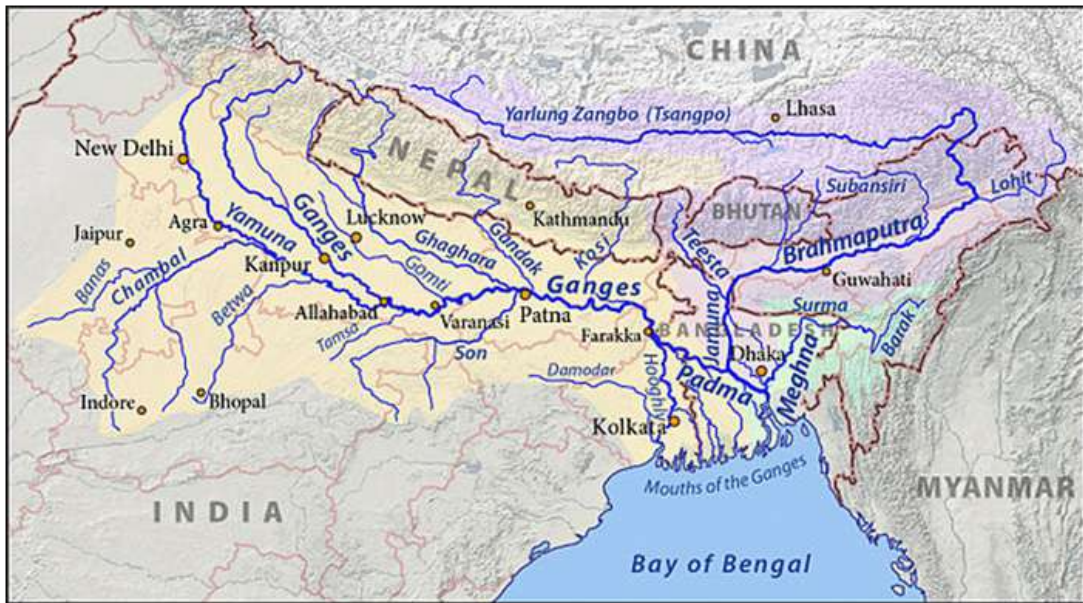 CHINA
Yarlung Zangbo (Tsangpo)
Lhasa
New Delhi
NEPAL
Subansiri
Lohit
BHUTAN
Kathmandu
Agra
Yamuna
Ganges
Lucknow
Ghaghara
Gandak
Kosi
Teesta
Brahmaputra
Jaipur
Banas
Chambal
Kanpur
Gomti
Guwahati
Betwa
Allahabad
Varanasi
Patna
Ganges
Farakka
BANGLADESH
Jamuna
Surma
Barak
Tamsa
Son
Dhaka
Meghna
Padma
Damodar
Hooghly
Indore
Bhopal
Kolkata
Mouths of the Ganges
INDIA
MYANMAR
Bay of Bengal